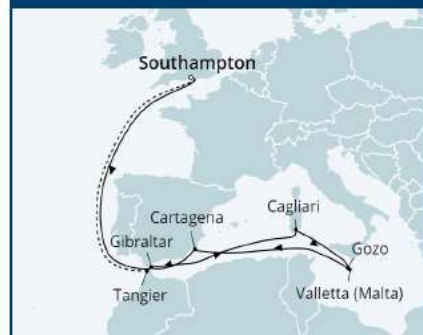 Southampton
Cagliari
Cartagena
Gibraltar
Gozo
Tangier
Valletta (Malta)